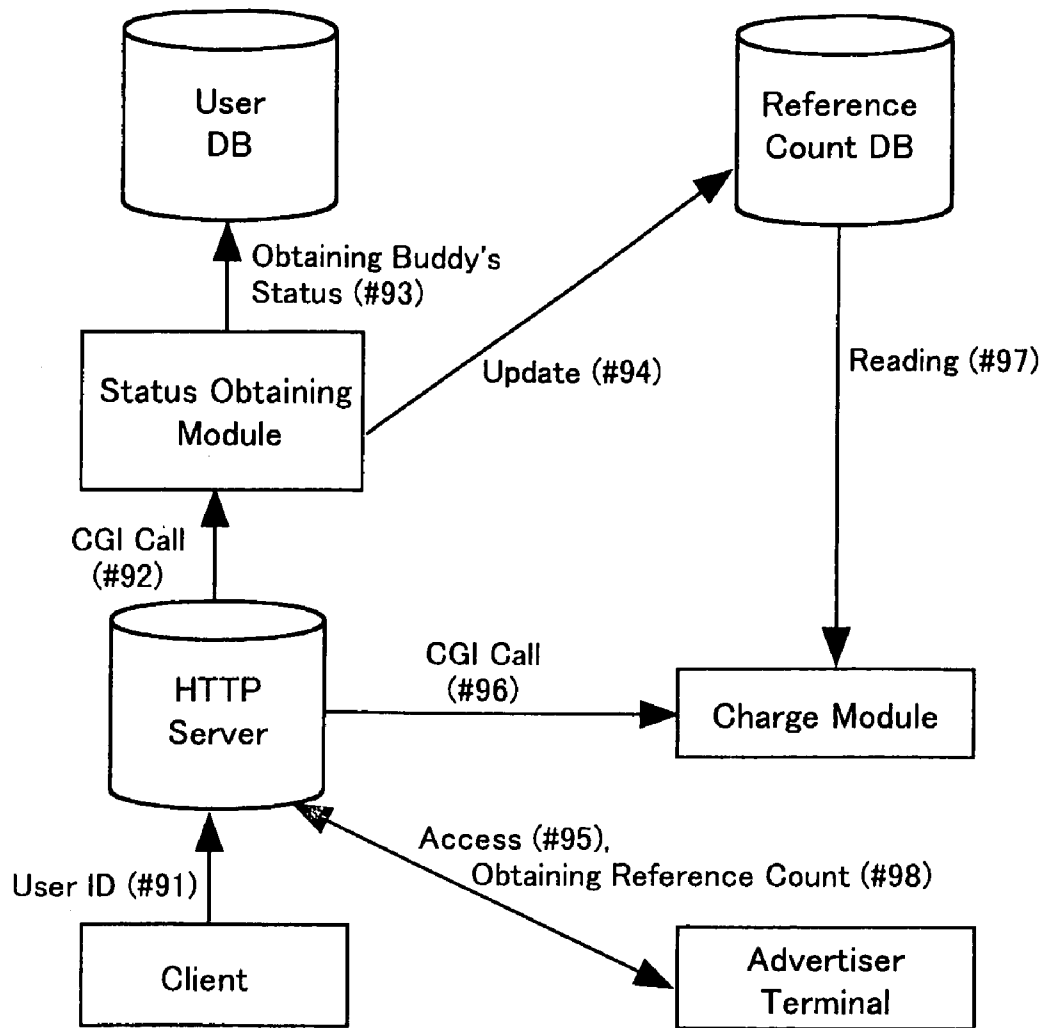 User
DB
Reference
Count DB
Obtaining Buddy's
Status (#93)
Update (#94)
Reading (#97)
Status Obtaining
Module
CGI Call
(#92)
HTTP
Server
CGI Call
(#96)
Charge Module
Access (#95),
Obtaining Reference Count (#98)
User ID (#91)
Client
Advertiser
Terminal